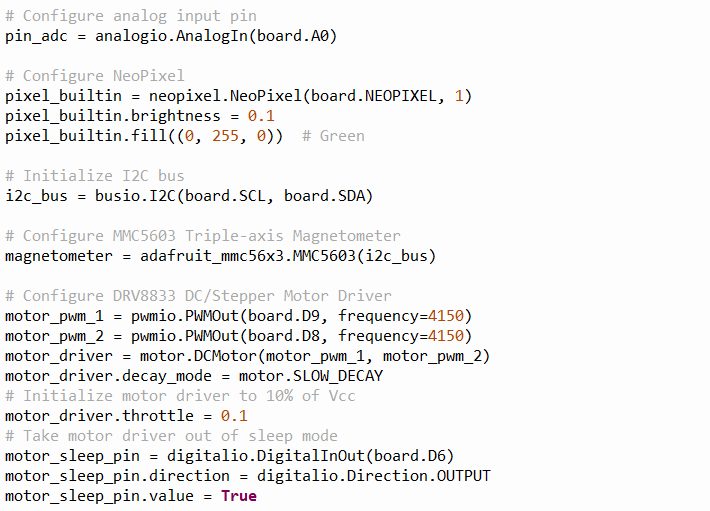 # Configure analog input pin
pin_adc = analogio.AnalogIn(board.A0)
# Configure NeoPixel
pixel_builtin = neopixel.NeoPixel(board.NEOPIXEL, 1)
pixel_builtin.brightness = 0.1
pixel_builtin.fill((0, 255, 0))  # Green
# Initialize I2C bus
i2c_bus = busio.I2C(board.SCL, board.SDA)
# Configure MMC5603 Triple-axis Magnetometer
magnetometer = adafruit_mmc56x3.MMC5603(i2c_bus)
# Configure DRV8833 DC/Stepper Motor Driver
motor_pwm_1 = pwmio.PWMOut(board.D9, frequency=4150)
motor_pwm_2 = pwmio.PWMOut(board.D8, frequency=4150)
motor_driver = motor.DCMotor(motor_pwm_1, motor_pwm_2)
motor_driver.decay_mode = motor.SLOW_DECAY
# Initialize motor driver to 10% of Vcc
motor_driver.throttle = 0.1
# Take motor driver out of sleep mode
motor_sleep_pin = digitalio.DigitalInOut(board.D6)
motor_sleep_pin.direction = digitalio.Direction.OUTPUT
motor_sleep_pin.value = True